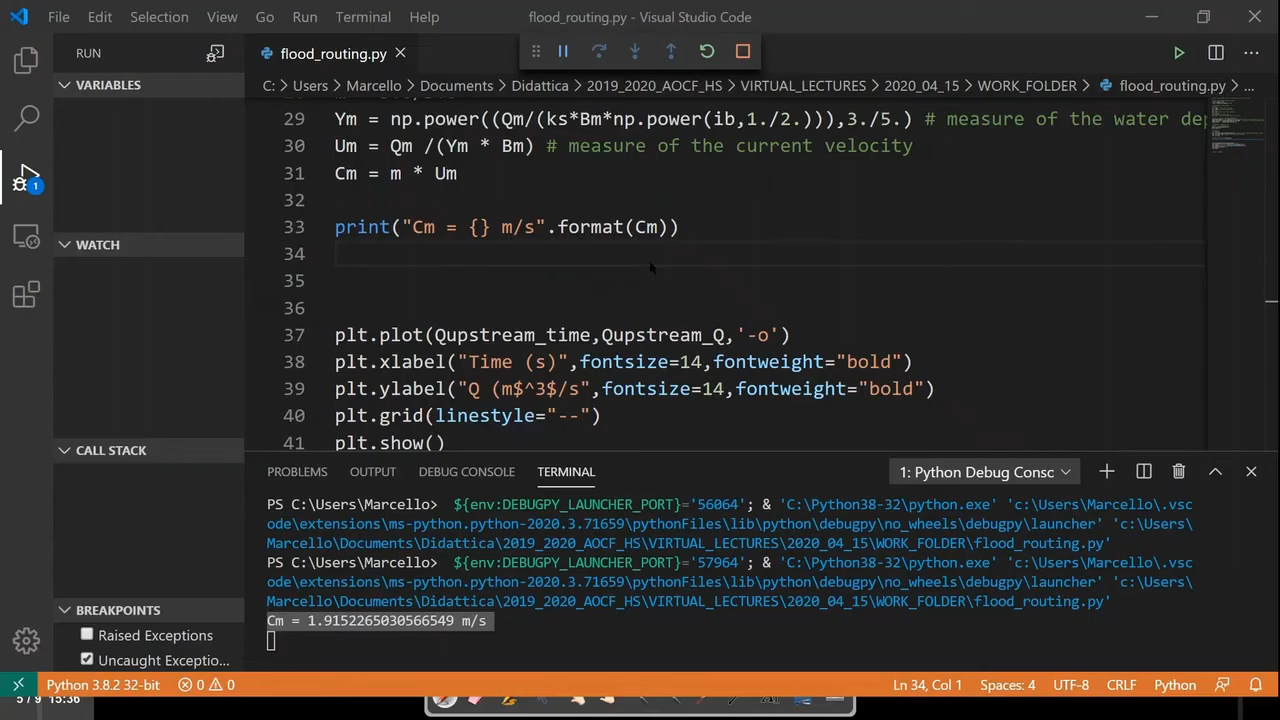 File Edit Selection View Go Run Terminal Help flood_routing.py - Visual Studio Code
RUN
flood_routing.py
C: > Users > Marcello > Documents > Didattica > 2019_2020_AOCF_HS > VIRTUAL_LECTURES > 2020_04_15 > WORK_FOLDER > flood_routing.py > ...
VARIABLES
WATCH
CALL STACK
BREAKPOINTS
Raised Exceptions
Uncaught Exceptio...
1
29 Ym = np.power((Qm/(ks*Bm*np.power(ib,1./2.))),3./5.) # measure of the water dep
30 Um = Qm /(Ym * Bm) # measure of the current velocity
31 Cm = m * Um
32
33 print("Cm = {} m/s".format(Cm))
34
35
36
37 plt.plot(Qupstream_time,Qupstream_Q,'-o')
38 plt.xlabel("Time (s)",fontsize=14,fontweight="bold")
39 plt.ylabel("Q (m$^3$/s",fontsize=14,fontweight="bold")
40 plt.grid(linestyle="--")
41 plt.show()
PROBLEMS OUTPUT DEBUG CONSOLE TERMINAL 1: Python Debug Consc
PS C:\Users\Marcello> ${env:DEBUGPY_LAUNCHER_PORT}='56064'; & 'C:\Python38-32\python.exe' 'c:\Users\Marcello\.vsc
ode\extensions\ms-python.python-2020.3.71659\pythonFiles\lib\python\debugpy\no_wheels\debugpy\launcher' 'c:\Users\
Marcello\Documents\Didattica\2019_2020_AOCF_HS\VIRTUAL_LECTURES\2020_04_15\WORK_FOLDER\flood_routing.py'
PS C:\Users\Marcello> ${env:DEBUGPY_LAUNCHER_PORT}='57964'; & 'C:\Python38-32\python.exe' 'c:\Users\Marcello\.vsc
ode\extensions\ms-python.python-2020.3.71659\pythonFiles\lib\python\debugpy\no_wheels\debugpy\launcher' 'c:\Users\
Marcello\Documents\Didattica\2019_2020_AOCF_HS\VIRTUAL_LECTURES\2020_04_15\WORK_FOLDER\flood_routing.py'
Cm = 1.9152265030566549 m/s
Python 3.8.2 32-bit 0 0 Ln 34, Col 1 Spaces: 4 UTF-8 CRLF Python
5 / 9 15:36